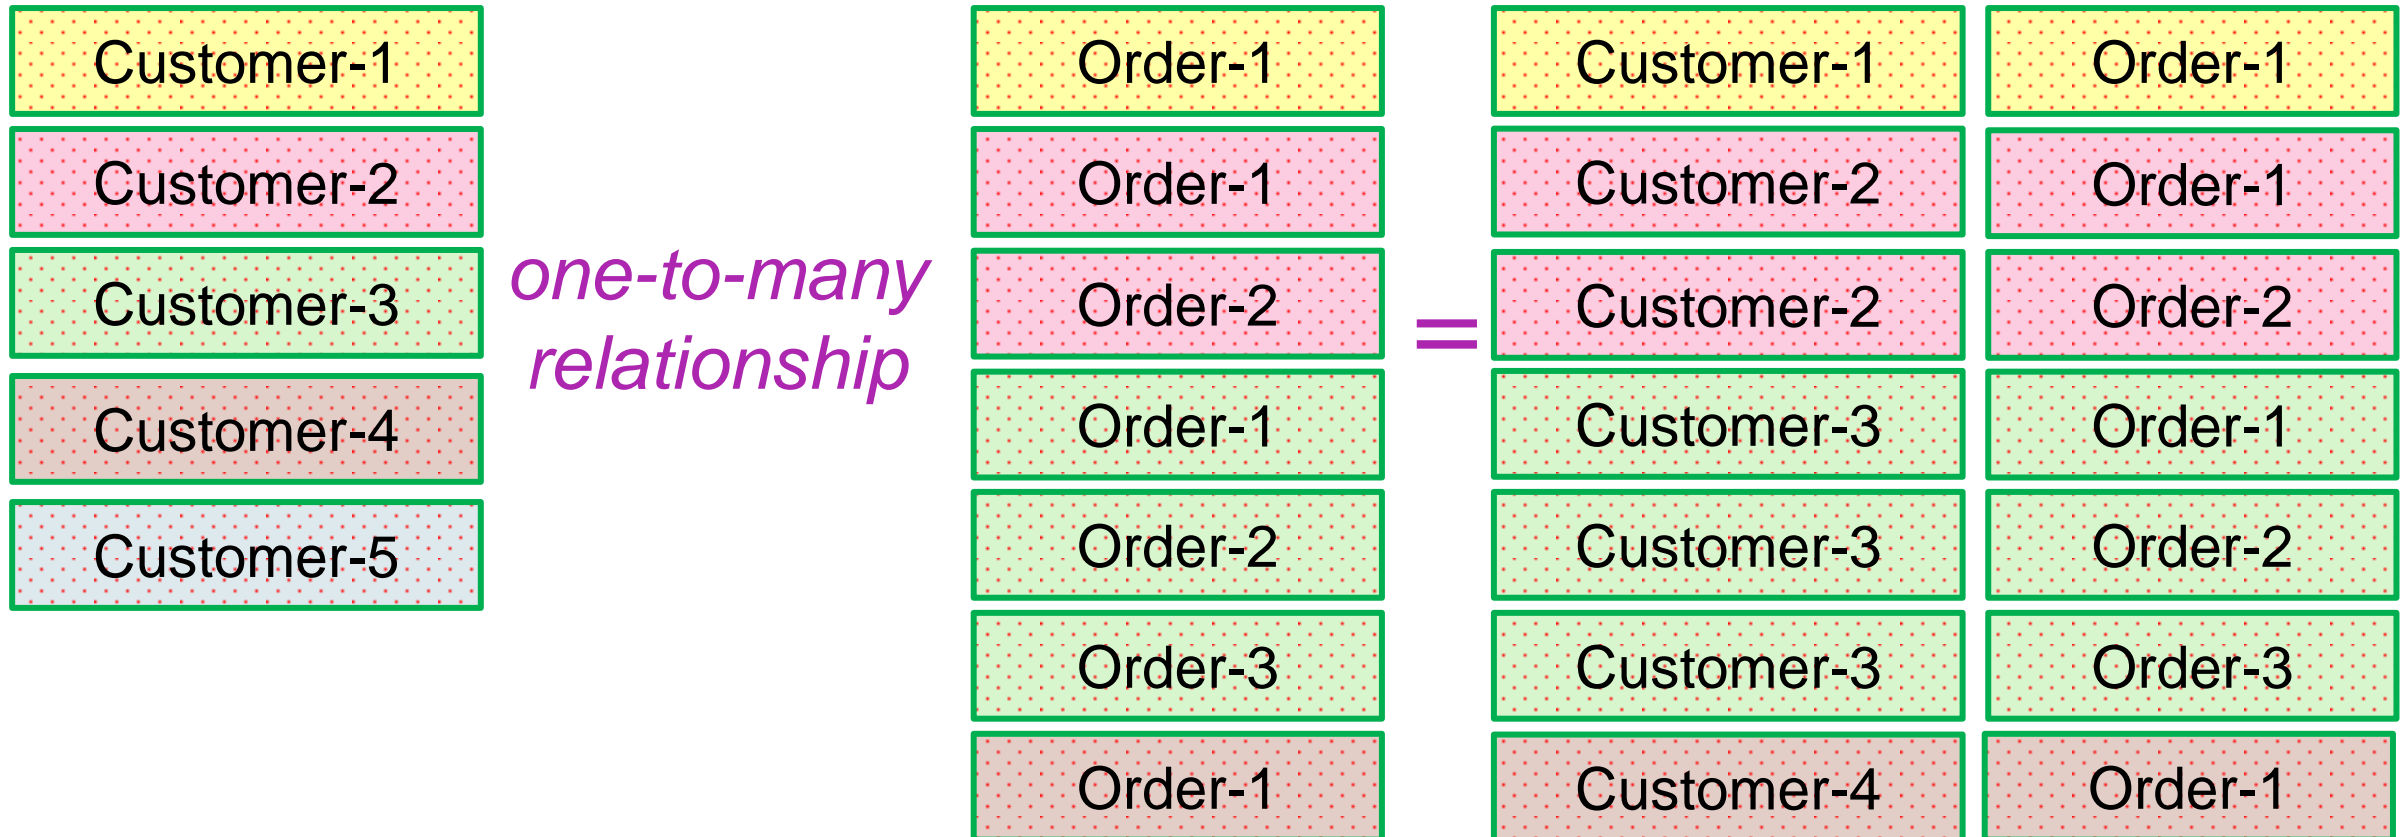 Customer-1
Customer-2
Customer-3
Customer-4
Customer-5
one-to-many
relationship
Order-1
Order-1
Order-2
Order-1
Order-2
Order-3
Order-1
=
Customer-1 Order-1
Customer-2 Order-1
Customer-2 Order-2
Customer-3 Order-1
Customer-3 Order-2
Customer-3 Order-3
Customer-4 Order-1